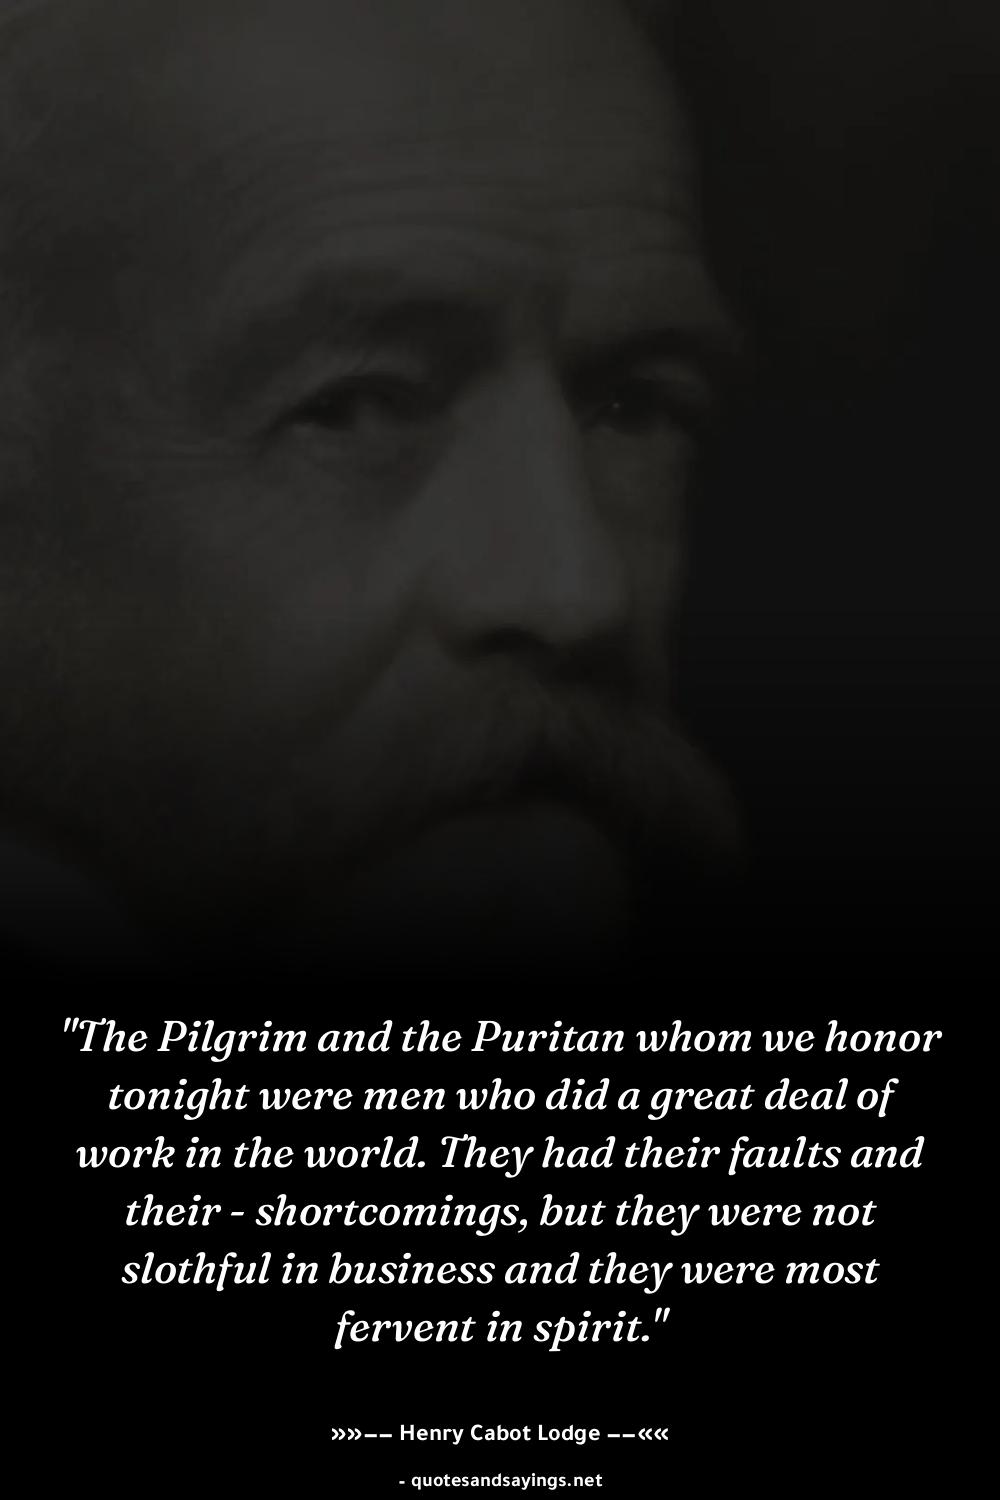 "The Pilgrim and the Puritan whom we honor
tonight were men who did a great deal of
work in the world. They had their faults and
their - shortcomings, but they were not
slothful in business and they were most
fervent in spirit."
»»−− Henry Cabot Lodge −−««
- quotesandsayings.net